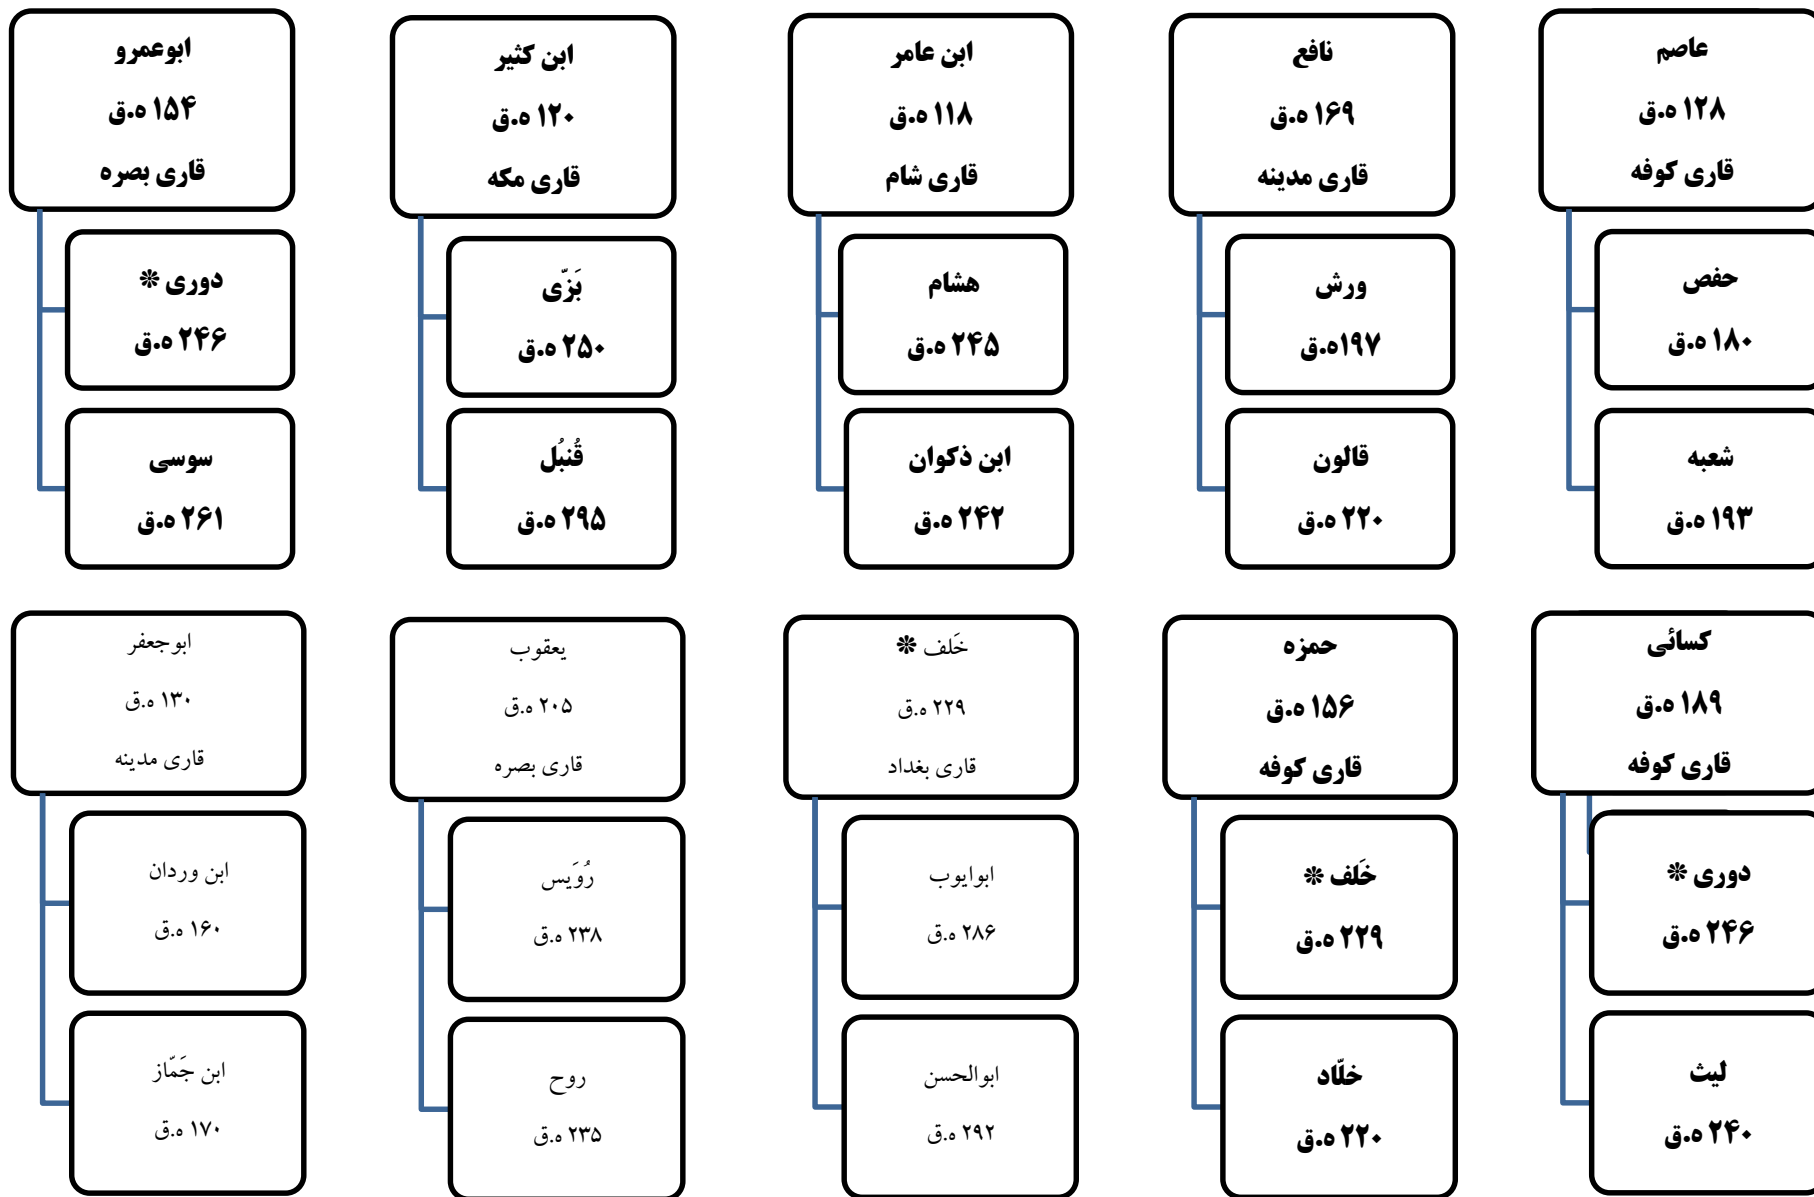 عاصم
۱۲۸ ه.ق
قاری کوفه
حفص
۱۸۰ ه.ق
شعبه
۱۹۳ ه.ق
نافع
۱۶۹ ه.ق
قاری مدینه
ورش
۱۹۷ه.ق
قالون
۲۲۰ ه.ق
ابن عامر
۱۱۸ ه.ق
قاری شام
هشام
۲۴۵ ه.ق
ابن ذکوان
۲۴۲ ه.ق
ابن کثیر
۱۲۰ ه.ق
قاری مکه
بَزّی
۲۵۰ ه.ق
قُنبُل
۲۹۵ ه.ق
ابوعمرو
۱۵۴ ه.ق
قاری بصره
دوری *
۲۴۶ ه.ق
سوسی
۲۶۱ ه.ق
کسائی
۱۸۹ ه.ق
قاری کوفه
دوری *
۲۴۶ ه.ق
لیث
۲۴۰ ه.ق
حمزه
۱۵۶ ه.ق
قاری کوفه
خَلف *
۲۲۹ ه.ق
خلّاد
۲۲۰ ه.ق
خَلف *
۲۲۹ ه.ق
قاری بغداد
ابوایوب
۲۸۶ ه.ق
ابوالحسن
۲۹۲ ه.ق
یعقوب
۲۰۵ ه.ق
قاری بصره
رُوَیس
۲۳۸ ه.ق
روح
۲۳۵ ه.ق
ابوجعفر
۱۳۰ ه.ق
قاری مدینه
ابن وردان
۱۶۰ ه.ق
ابن جَمّاز
۱۷۰ ه.ق